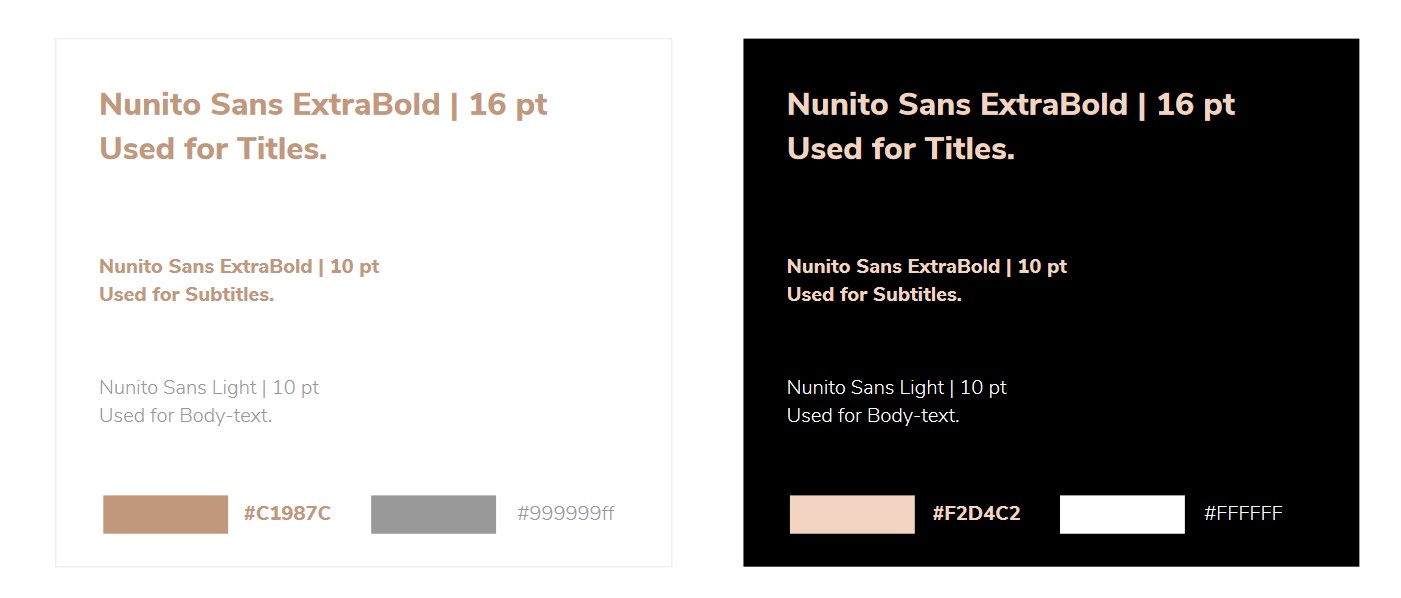 Nunito Sans ExtraBold | 16 pt
Used for Titles.
Nunito Sans ExtraBold | 10 pt
Used for Subtitles.
Nunito Sans Light | 10 pt
Used for Body-text.
#C1987C
#999999ff
Nunito Sans ExtraBold | 16 pt
Used for Titles.
Nunito Sans ExtraBold | 10 pt
Used for Subtitles.
Nunito Sans Light | 10 pt
Used for Body-text.
#F2D4C2
#FFFFFF